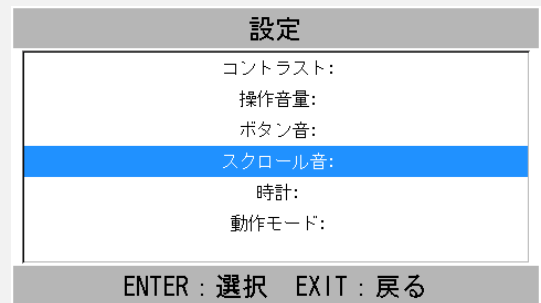 設定
コントラスト:
操作音量:
ボタン音:
スクロール音:
時計:
動作モード:
ENTER：選択　EXIT：戻る